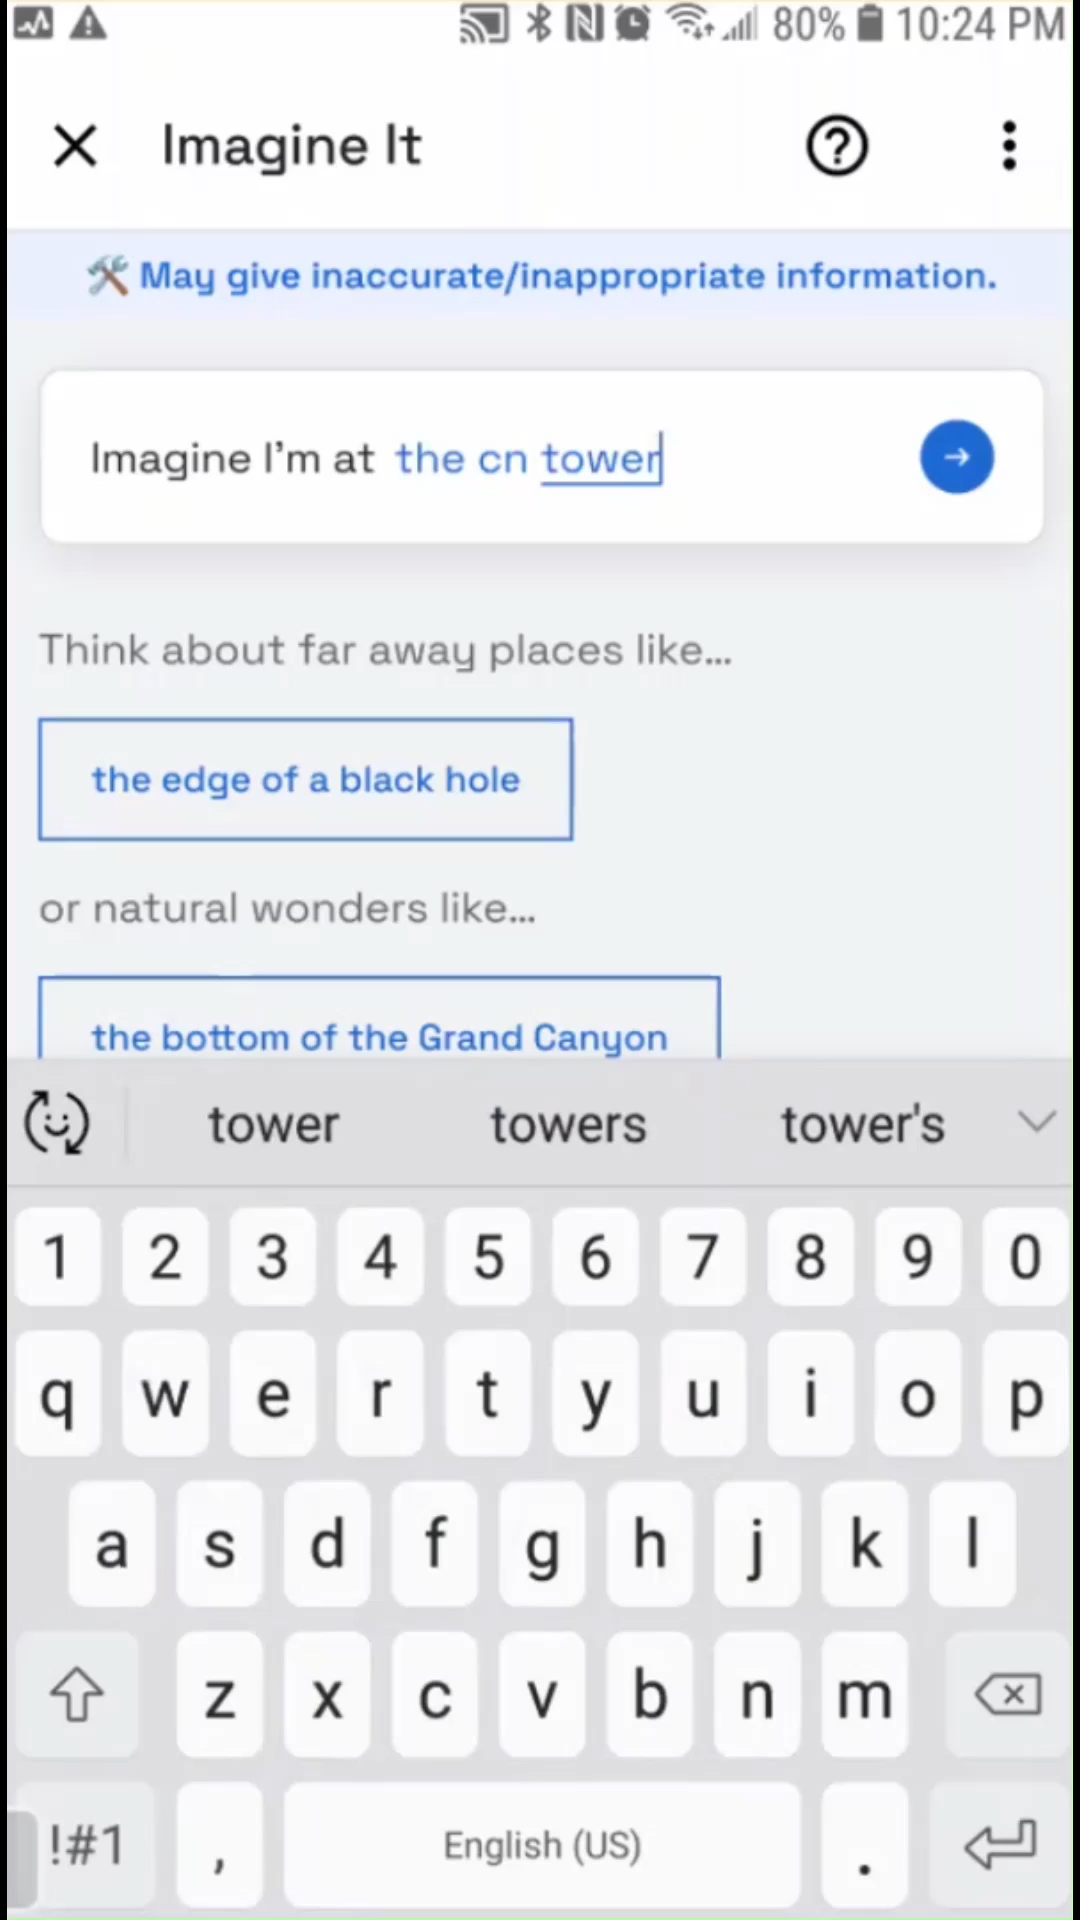 80% 10:24 PM
Imagine It
May give inaccurate/inappropriate information.
Imagine I'm at the cn tower
Think about far away places like...
the edge of a black hole
or natural wonders like...
the bottom of the Grand Canyon
tower towers tower's
1 2 3 4 5 6 7 8 9 0
q w e r t y u i o p
a s d f g h j k l
z x c v b n m
!#1 , English (US) .